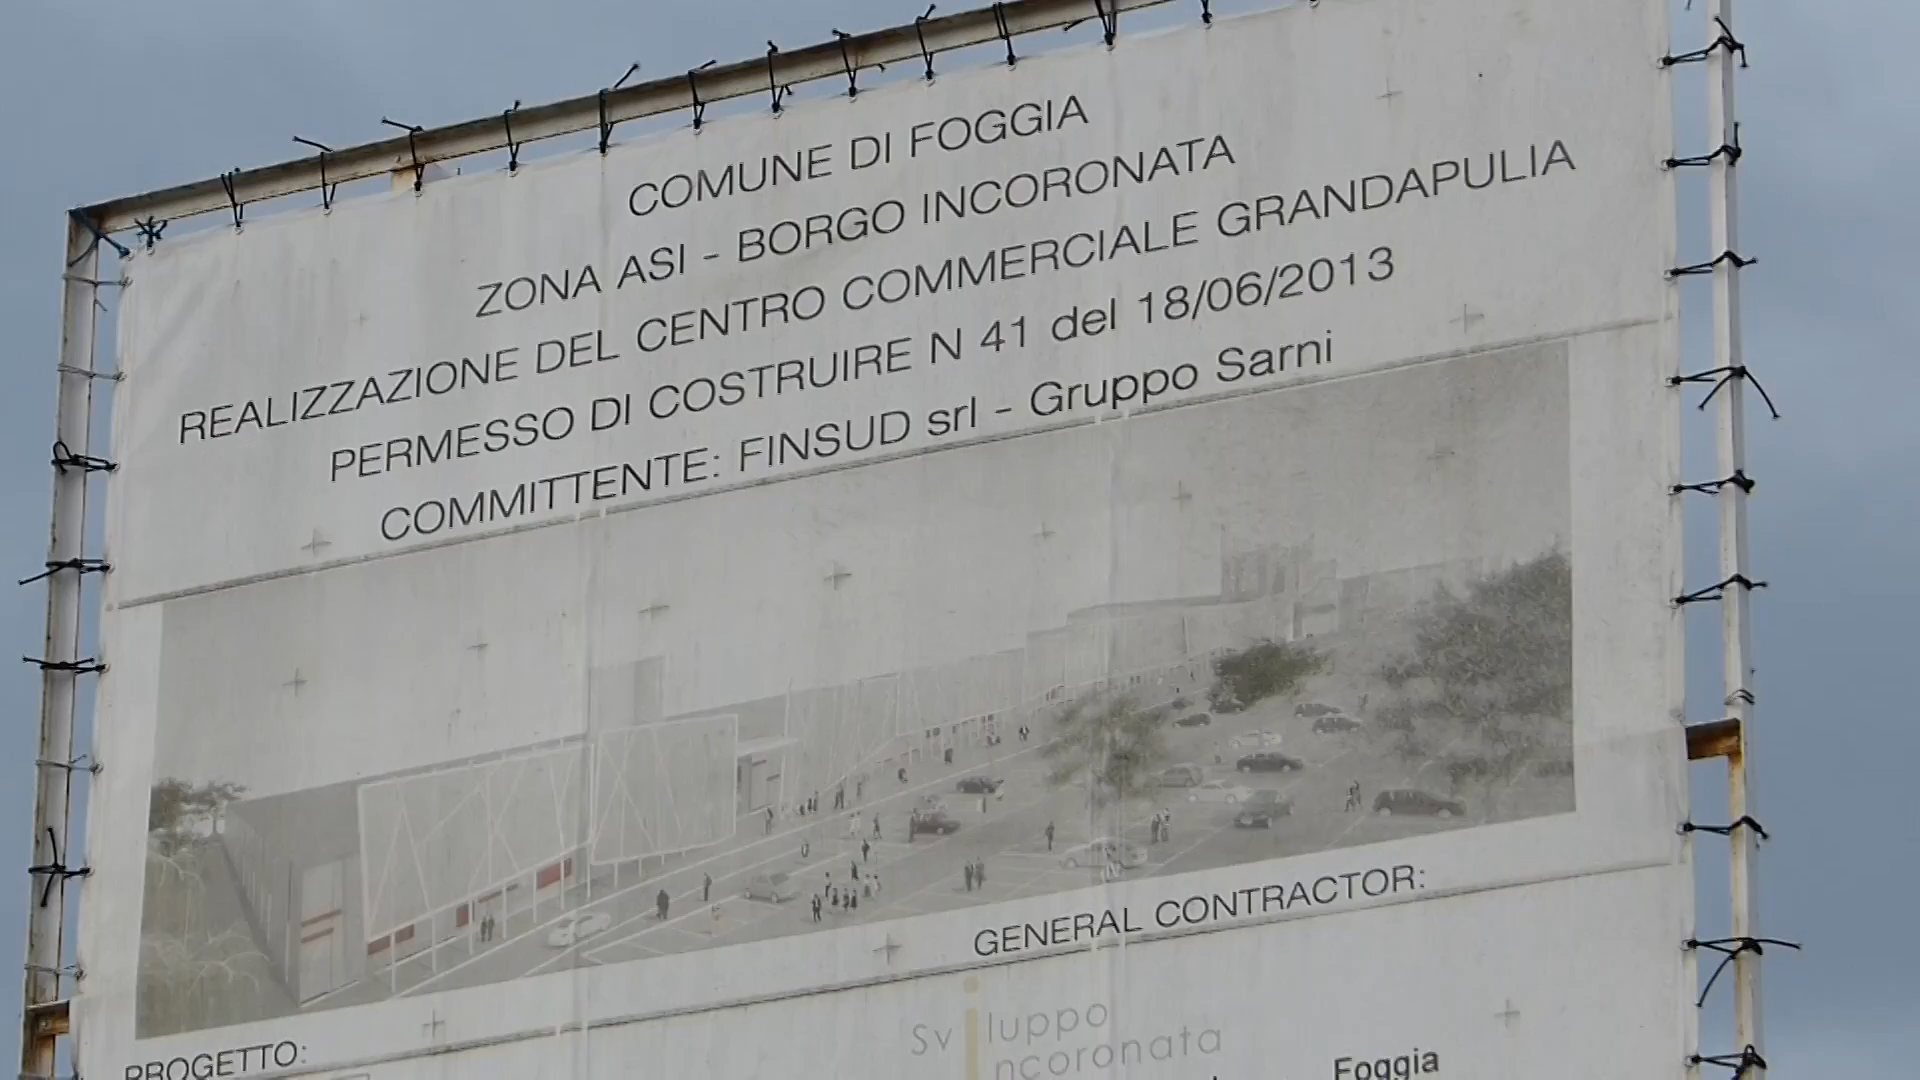 COMUNE DI FOGGIA
ZONA ASI - BORGO INCORONATA
REALIZZAZIONE DEL CENTRO COMMERCIALE GRANDAPULIA
PERMESSO DI COSTRUIRE N 41 del 18/06/2013
COMMITTENTE: FINSUD srl - Gruppo Sarni
GENERAL CONTRACTOR:
PROGETTO:
Sviluppo
incoronata
Foggia